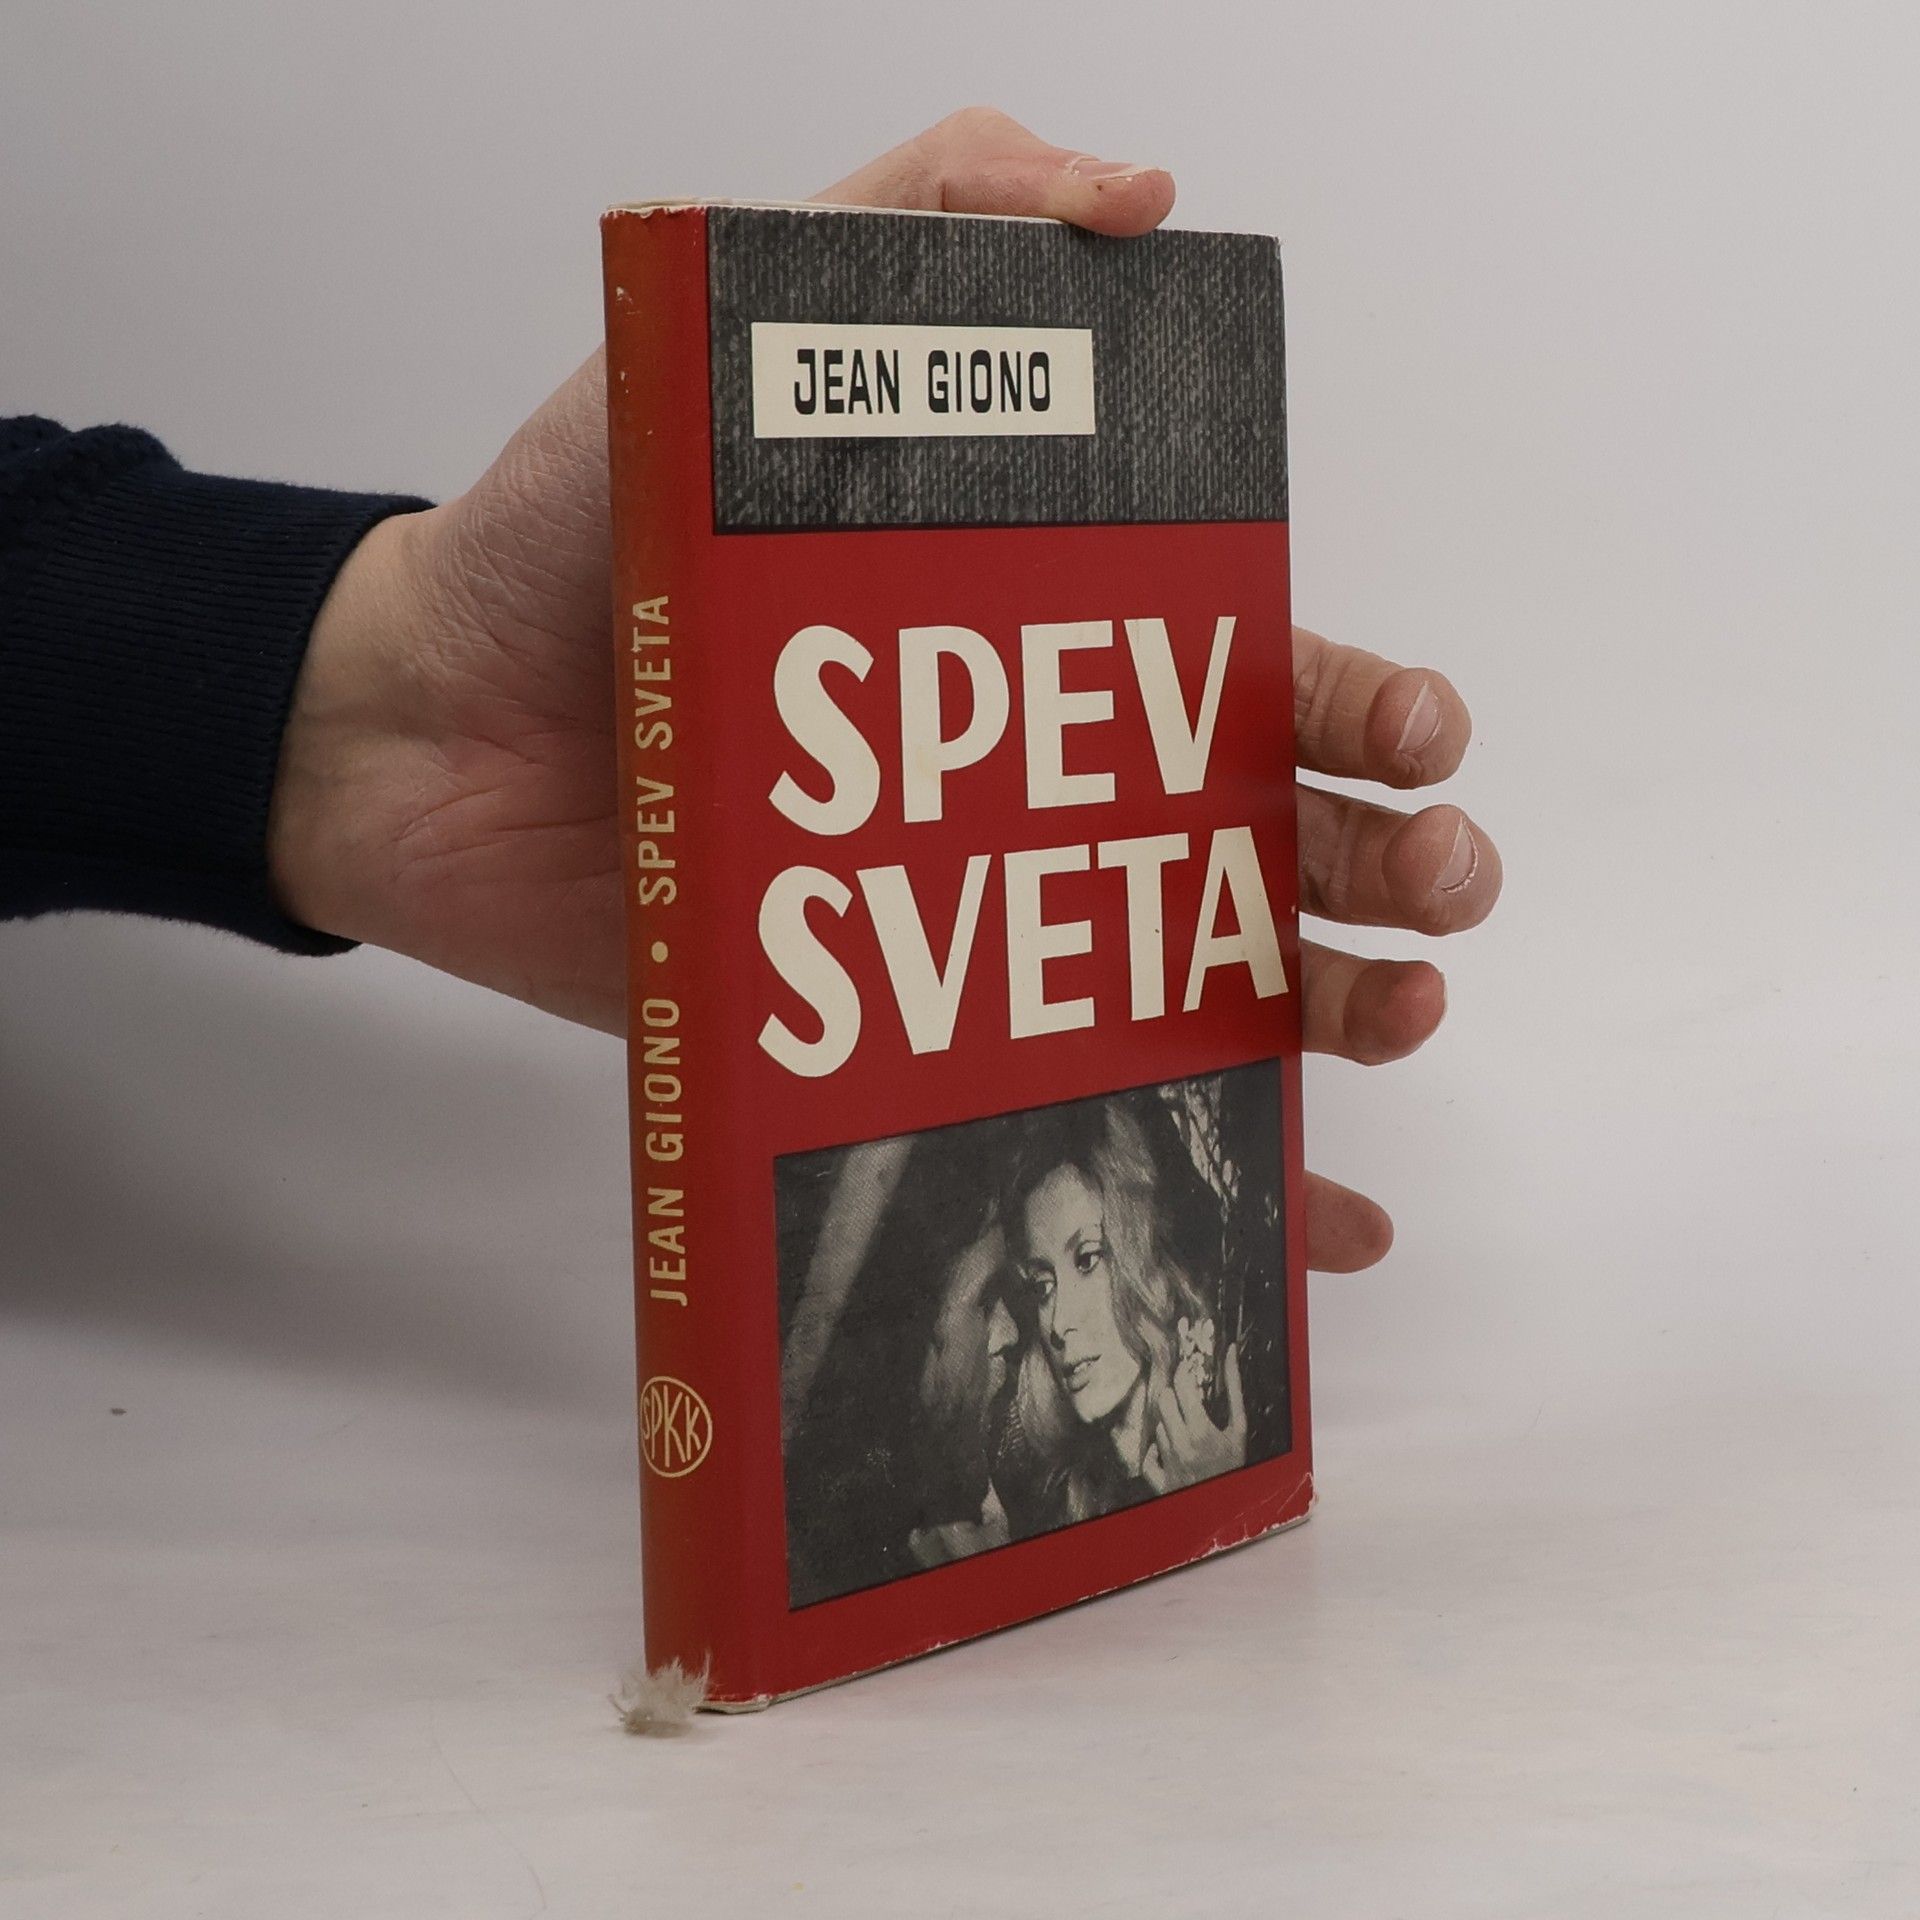 JEAN GIONO
SPEV
SVETA
JEAN GIONO • SPEV SVETA
SPKK